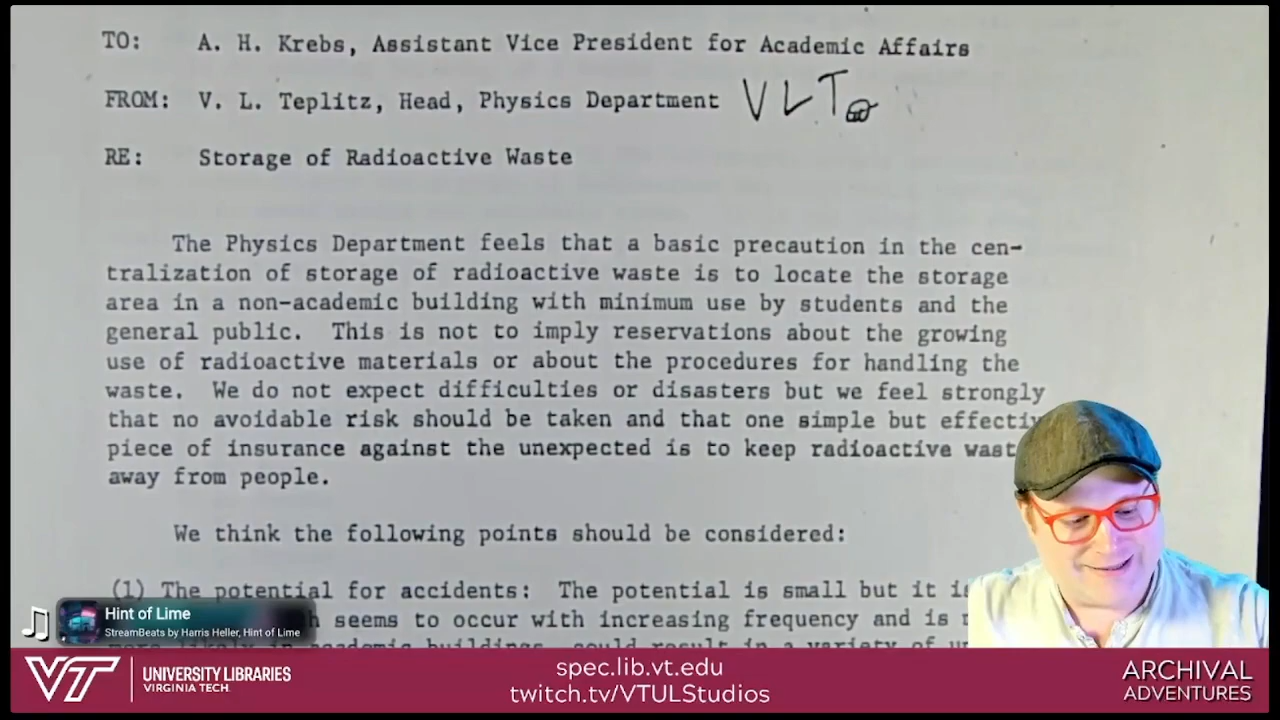 TO: A. H. Krebs, Assistant Vice President for Academic Affairs
FROM: V. L. Teplitz, Head, Physics Department VLT
RE: Storage of Radioactive Waste
The Physics Department feels that a basic precaution in the cen-
tralization of storage of radioactive waste is to locate the storage
area in a non-academic building with minimum use by students and the
general public. This is not to imply reservations about the growing
use of radioactive materials or about the procedures for handling the
waste. We do not expect difficulties or disasters but we feel strongly
that no avoidable risk should be taken and that one simple but
piece of insurance against the unexpected is to keep radioactive
away from people.
We think the following points should be considered:
(1) The potential for accidents: The potential is small but it
seems to occur with increasing frequency and is
Hint of Lime
StreamBeats by Harris Heller, Hint of Lime
VT UNIVERSITY LIBRARIES
VIRGINIA TECH
spec.lib.vt.edu
twitch.tv/VTULStudios
ARCHIVAL
ADVENTURES